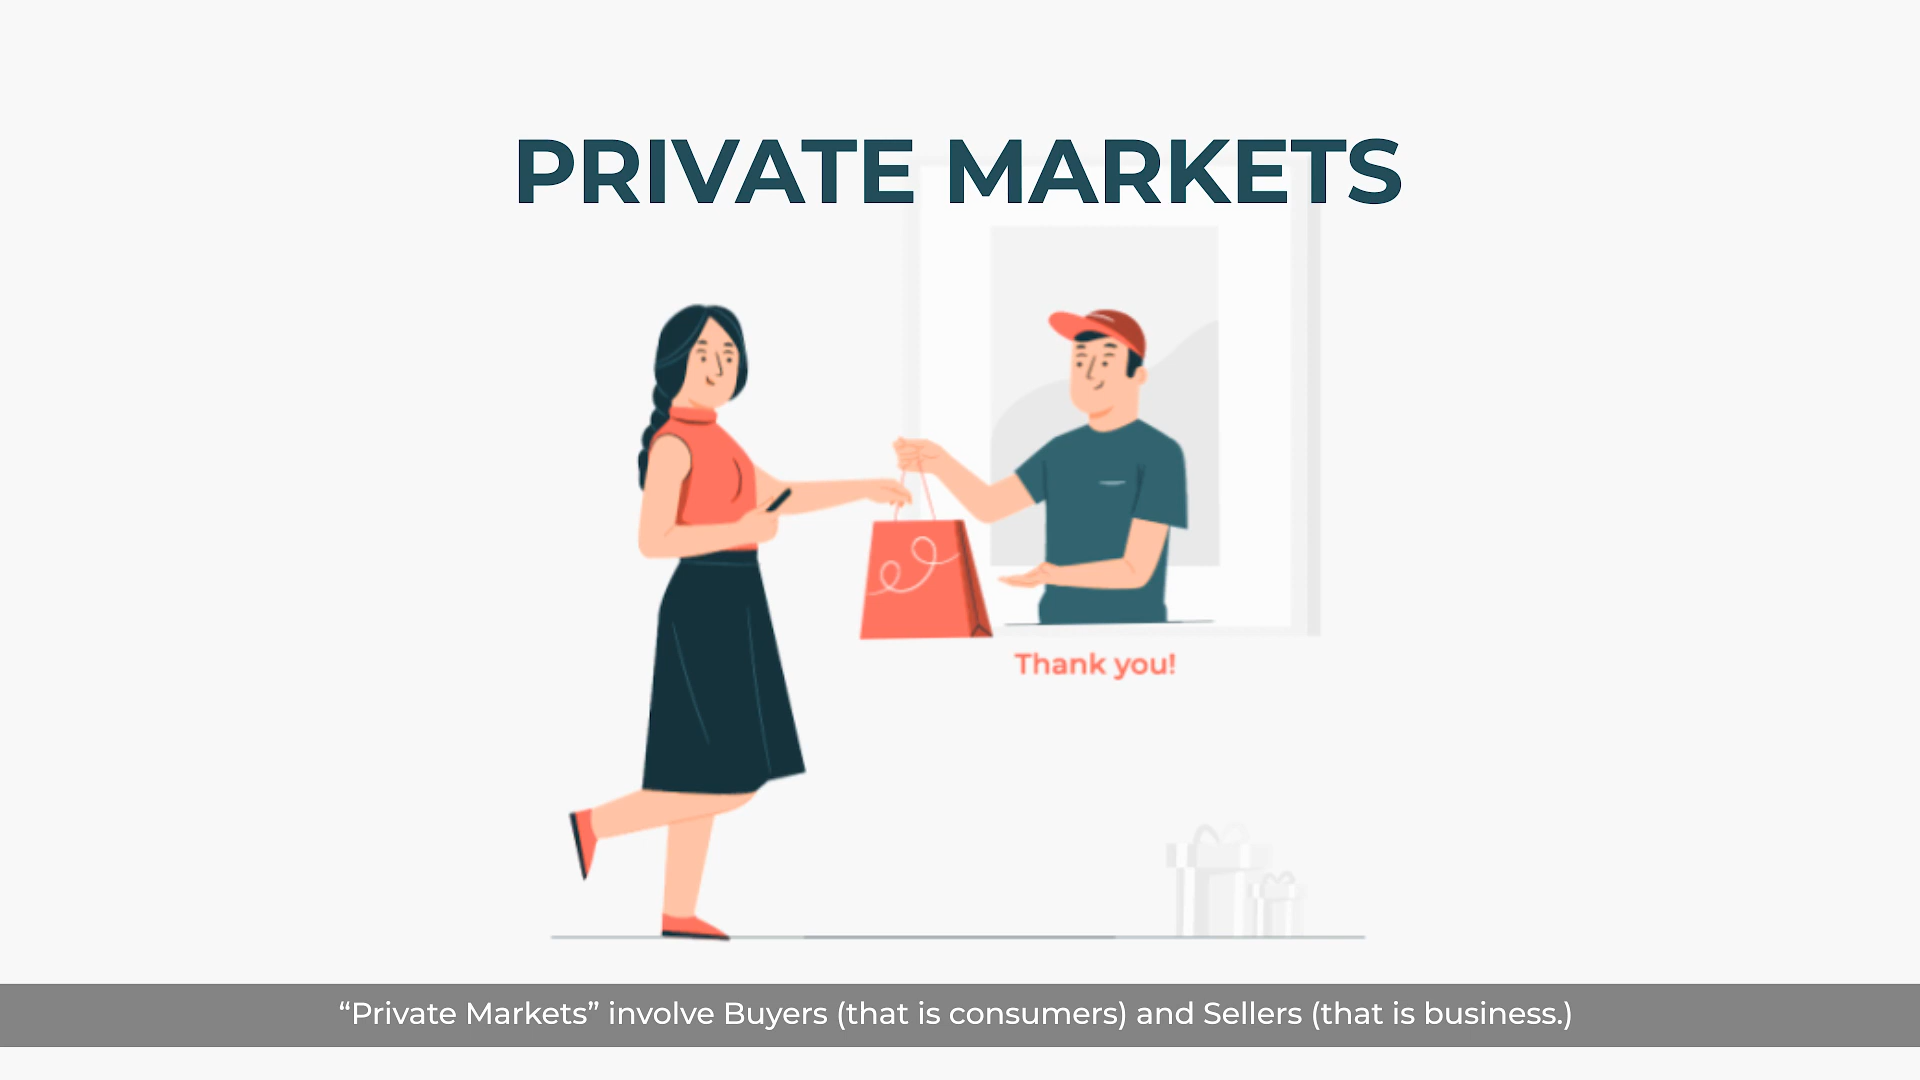 PRIVATE MARKETS
Thank you!
“Private Markets” involve Buyers (that is consumers) and Sellers (that is business.)